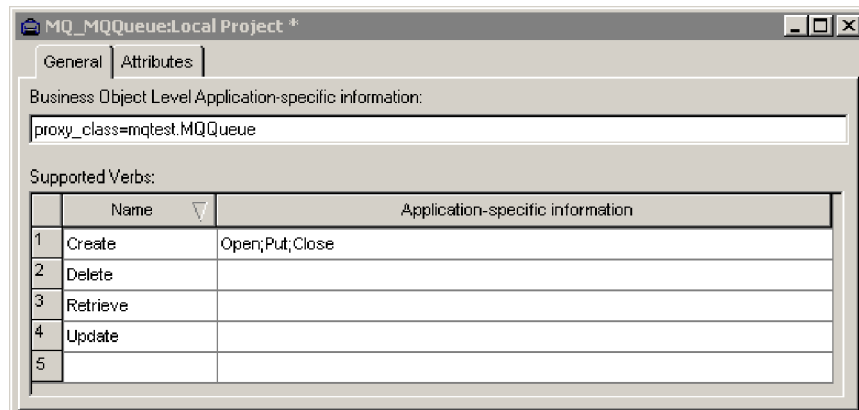 MQ_MQQueue:Local Project *
General Attributes
Business Object Level Application-specific information:
proxy_class=mqtest.MQQueue
Supported Verbs:
Name Application-specific information
1 Create Open;Put;Close
2 Delete
3 Retrieve
4 Update
5